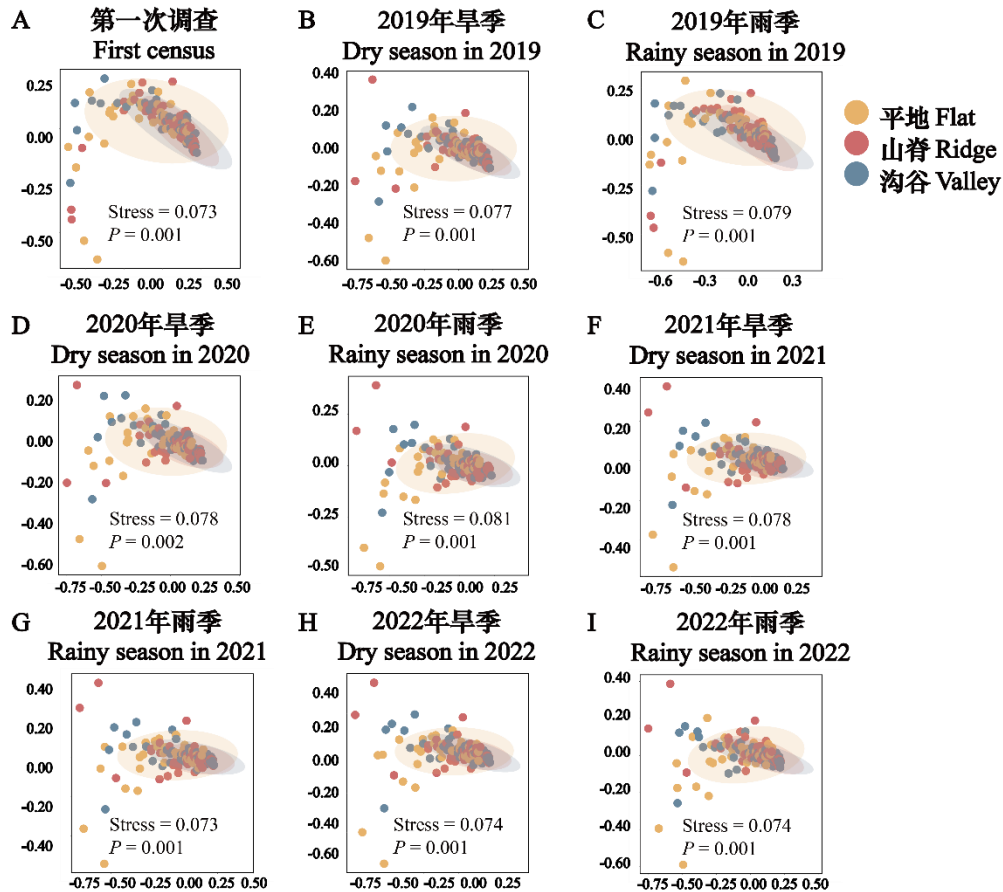 A
第一次调查
First census
0.25
0.00
-0.25
-0.50
Stress = 0.073
P = 0.001
-0.50
-0.25
0.00
0.25
0.50
B
2019年旱季
Dry season in 2019
0.40
0.20
0.00
-0.20
-0.40
-0.60
Stress = 0.077
P = 0.001
-0.75
-0.50
-0.25
0.00
0.25
0.50
C
2019年雨季
Rainy season in 2019
0.25
0.00
-0.25
-0.50
Stress = 0.079
P = 0.001
-0.6
-0.3
0.0
0.3
平地 Flat
山脊 Ridge
沟谷 Valley
D
2020年旱季
Dry season in 2020
0.20
0.00
-0.20
-0.40
-0.60
Stress = 0.078
P = 0.002
-0.75
-0.50
-0.25
0.00
0.25
0.50
E
2020年雨季
Rainy season in 2020
0.25
0.00
-0.25
-0.50
Stress = 0.081
P = 0.001
-0.75
-0.50
-0.25
0.00
0.25
F
2021年旱季
Dry season in 2021
0.40
0.20
0.00
-0.20
-0.40
Stress = 0.078
P = 0.001
-0.75
-0.50
-0.25
0.00
0.25
G
2021年雨季
Rainy season in 2021
0.40
0.20
0.00
-0.20
-0.40
Stress = 0.073
P = 0.001
-0.75
-0.50
-0.25
0.00
0.25
0.50
H
2022年旱季
Dry season in 2022
0.40
0.20
0.00
-0.20
-0.40
-0.60
Stress = 0.074
P = 0.001
-0.75
-0.50
-0.25
0.00
0.25
0.50
I
2022年雨季
Rainy season in 2022
0.40
0.20
0.00
-0.20
-0.40
-0.60
Stress = 0.074
P = 0.001
-0.75
-0.50
-0.25
0.00
0.25
0.50